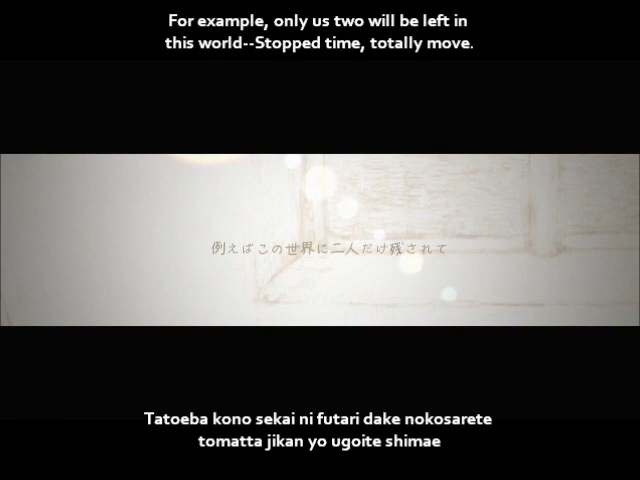 For example, only us two will be left in
this world--Stopped time, totally move.
例えばこの世界に二人だけ残されて
Tatoeba kono sekai ni futari dake nokosarete
tomatta jikan yo ugoite shimae